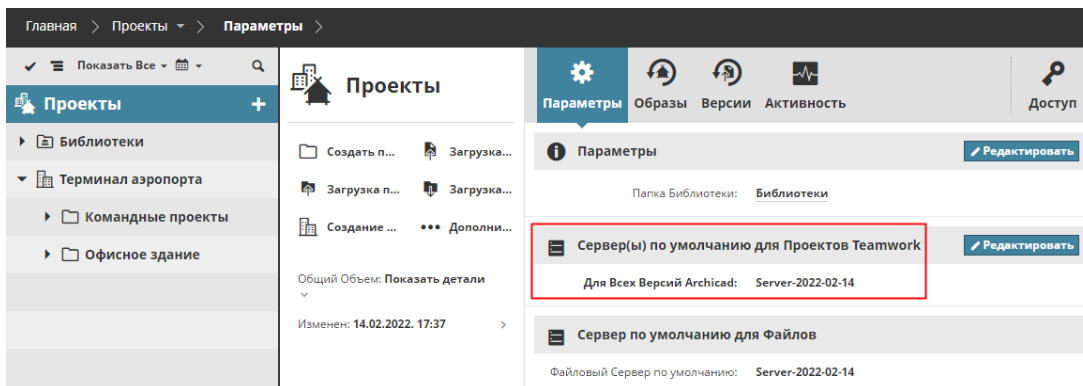 Главная > Проекты > Параметры >
Показать Все
Проекты +
Библиотеки
Терминал аэропорта
Командные проекты
Офисное здание
Проекты
Создать п... Загрузка...
Загрузка п... Загрузка...
Создание ... ••• Дополни...
Общий Объем: Показать детали
Изменен: 14.02.2022. 17:37 >
Параметры Образы Версии Активность Доступ
Параметры Редактировать
Папка Библиотеки: Библиотеки
Сервер(ы) по умолчанию для Проектов Teamwork Редактировать
Для Всех Версий Archicad: Server-2022-02-14
Сервер по умолчанию для Файлов
Файловый Сервер по умолчанию: Server-2022-02-14